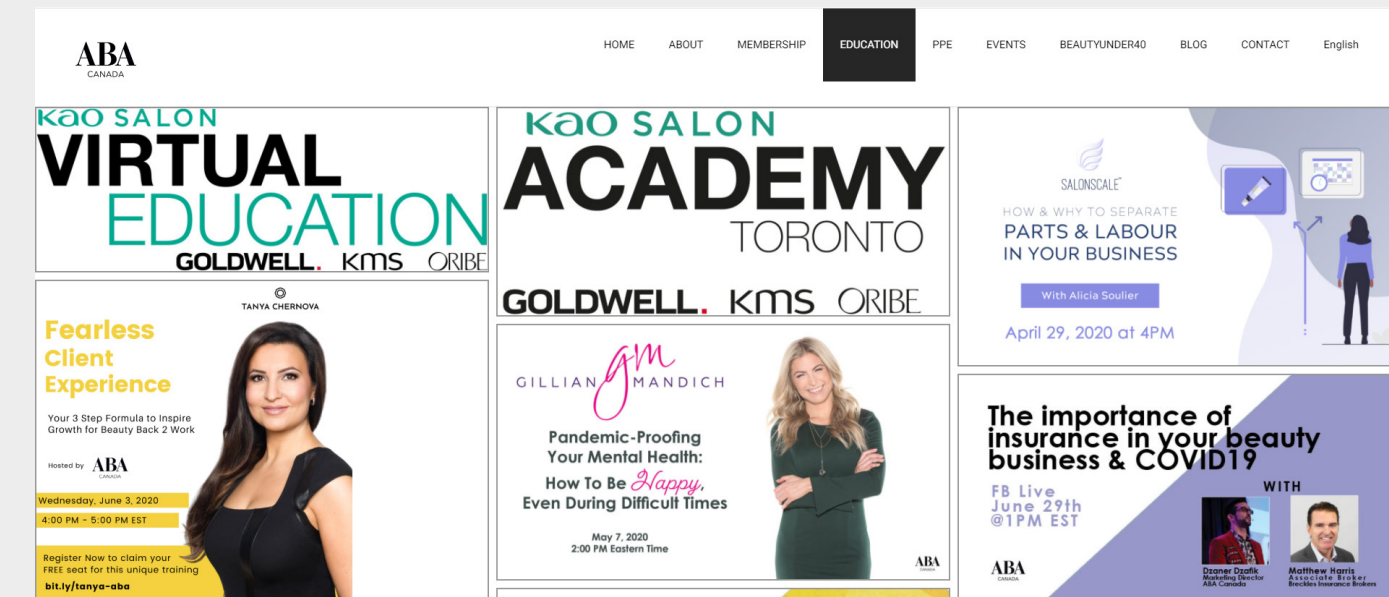 ABA
CANADA
HOME ABOUT MEMBERSHIP EDUCATION PPE EVENTS BEAUTYUNDER40 BLOG CONTACT English
Kao SALON
VIRTUAL
EDUCATION
GOLDWELL. KMS ORIBE
Kao SALON
ACADEMY
TORONTO
GOLDWELL. KMS ORIBE
SALONSCALE™
HOW & WHY TO SEPARATE
PARTS & LABOUR
IN YOUR BUSINESS
With Alicia Soulier
April 29, 2020 at 4PM
TANYA CHERNOVA
Fearless
Client
Experience
Your 3 Step Formula to Inspire
Growth for Beauty Back 2 Work
Hosted by ABA
CANADA
Wednesday, June 3, 2020
4:00 PM - 5:00 PM EST
Register Now to claim your
FREE seat for this unique training
bit.ly/tanya-aba
gm
GILLIAN MANDICH
Pandemic-Proofing
Your Mental Health:
How To Be Happy,
Even During Difficult Times
May 7, 2020
2:00 PM Eastern Time
ABA
CANADA
The importance of
insurance in your beauty
business & COVID19
WITH
FB Live
June 29th
@1PM EST
ABA
CANADA
Dzaner Dzafik
Marketing Director
ABA Canada
Matthew Harris
Associate Broker
Breckles Insurance Brokers